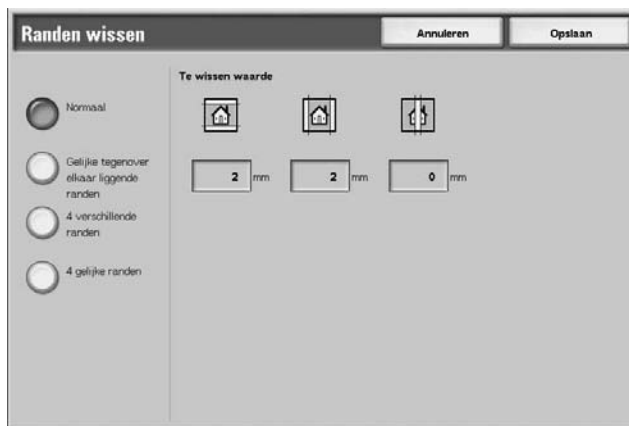 Randen wissen
Annuleren
Opslaan
Te wissen waarde
Normaal
Gelijke tegenover
elkaar liggende
randen
4 verschillende
randen
4 gelijke randen
2 mm
2 mm
0 mm